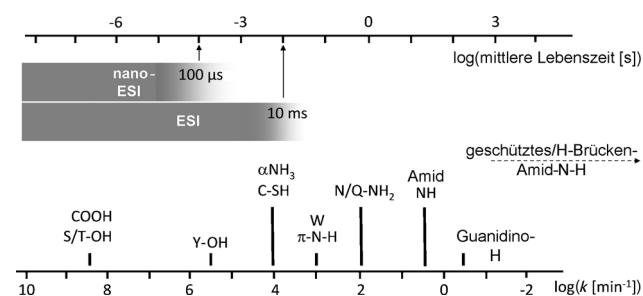 -6 -3 0 3
log(mittlere Lebenszeit [s])
nano-
ESI
100 µs
ESI
10 ms
geschütztes/H-Brücken-
Amid-N-H
αNH₃
C-SH
N/Q-NH₂
Amid
NH
COOH
S/T-OH
Y-OH
W
π-N-H
Guanidino-
H
10 8 6 4 2 0 -2
log(k [min⁻¹])